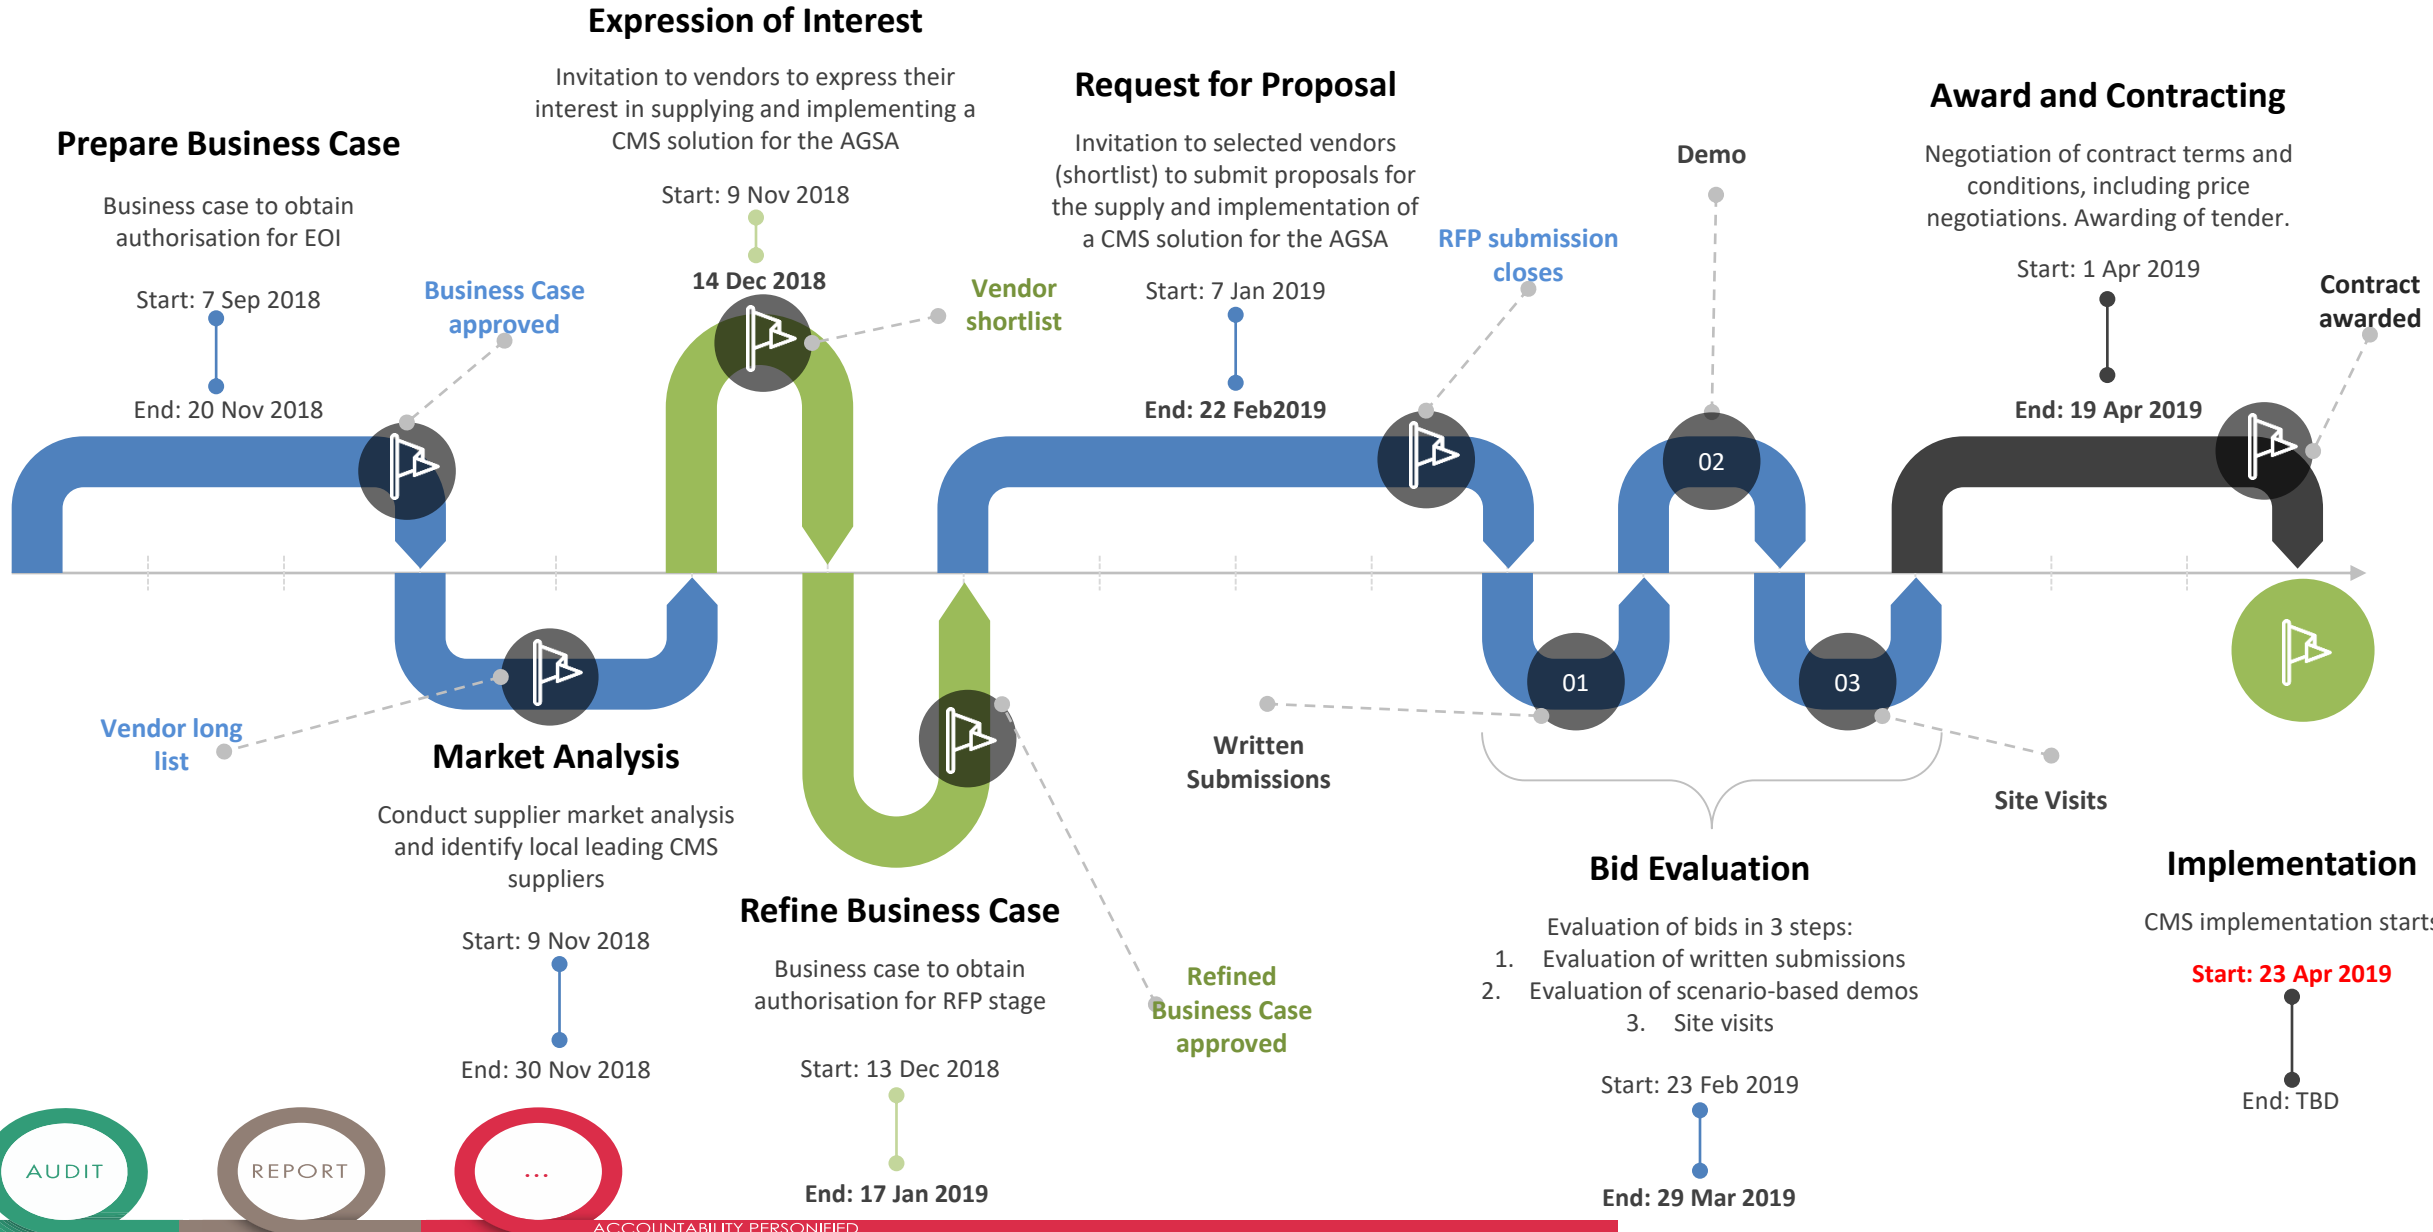 Expression of Interest
Invitation to vendors to express their
interest in supplying and implementing a
CMS solution for the AGSA
Start: 9 Nov 2018
14 Dec 2018
Request for Proposal
Invitation to selected vendors
(shortlist) to submit proposals for
the supply and implementation of
a CMS solution for the AGSA
Start: 7 Jan 2019
End: 22 Feb2019
Award and Contracting
Negotiation of contract terms and
conditions, including price
negotiations. Awarding of tender.
Start: 1 Apr 2019
End: 19 Apr 2019
Prepare Business Case
Business case to obtain
authorisation for EOI
Start: 7 Sep 2018
End: 20 Nov 2018
Business Case
approved
Vendor
shortlist
RFP submission
closes
Demo
Contract
awarded
02
01
03
Vendor long
list
Market Analysis
Conduct supplier market analysis
and identify local leading CMS
suppliers
Start: 9 Nov 2018
End: 30 Nov 2018
Refine Business Case
Business case to obtain
authorisation for RFP stage
Start: 13 Dec 2018
End: 17 Jan 2019
Refined
Business Case
approved
Written
Submissions
Site Visits
Bid Evaluation
Evaluation of bids in 3 steps:
1. Evaluation of written submissions
2. Evaluation of scenario-based demos
3. Site visits
Start: 23 Feb 2019
End: 29 Mar 2019
Implementation
CMS implementation starts
Start: 23 Apr 2019
End: TBD
AUDIT
REPORT
...
ACCOUNTABILITY PERSONIFIED